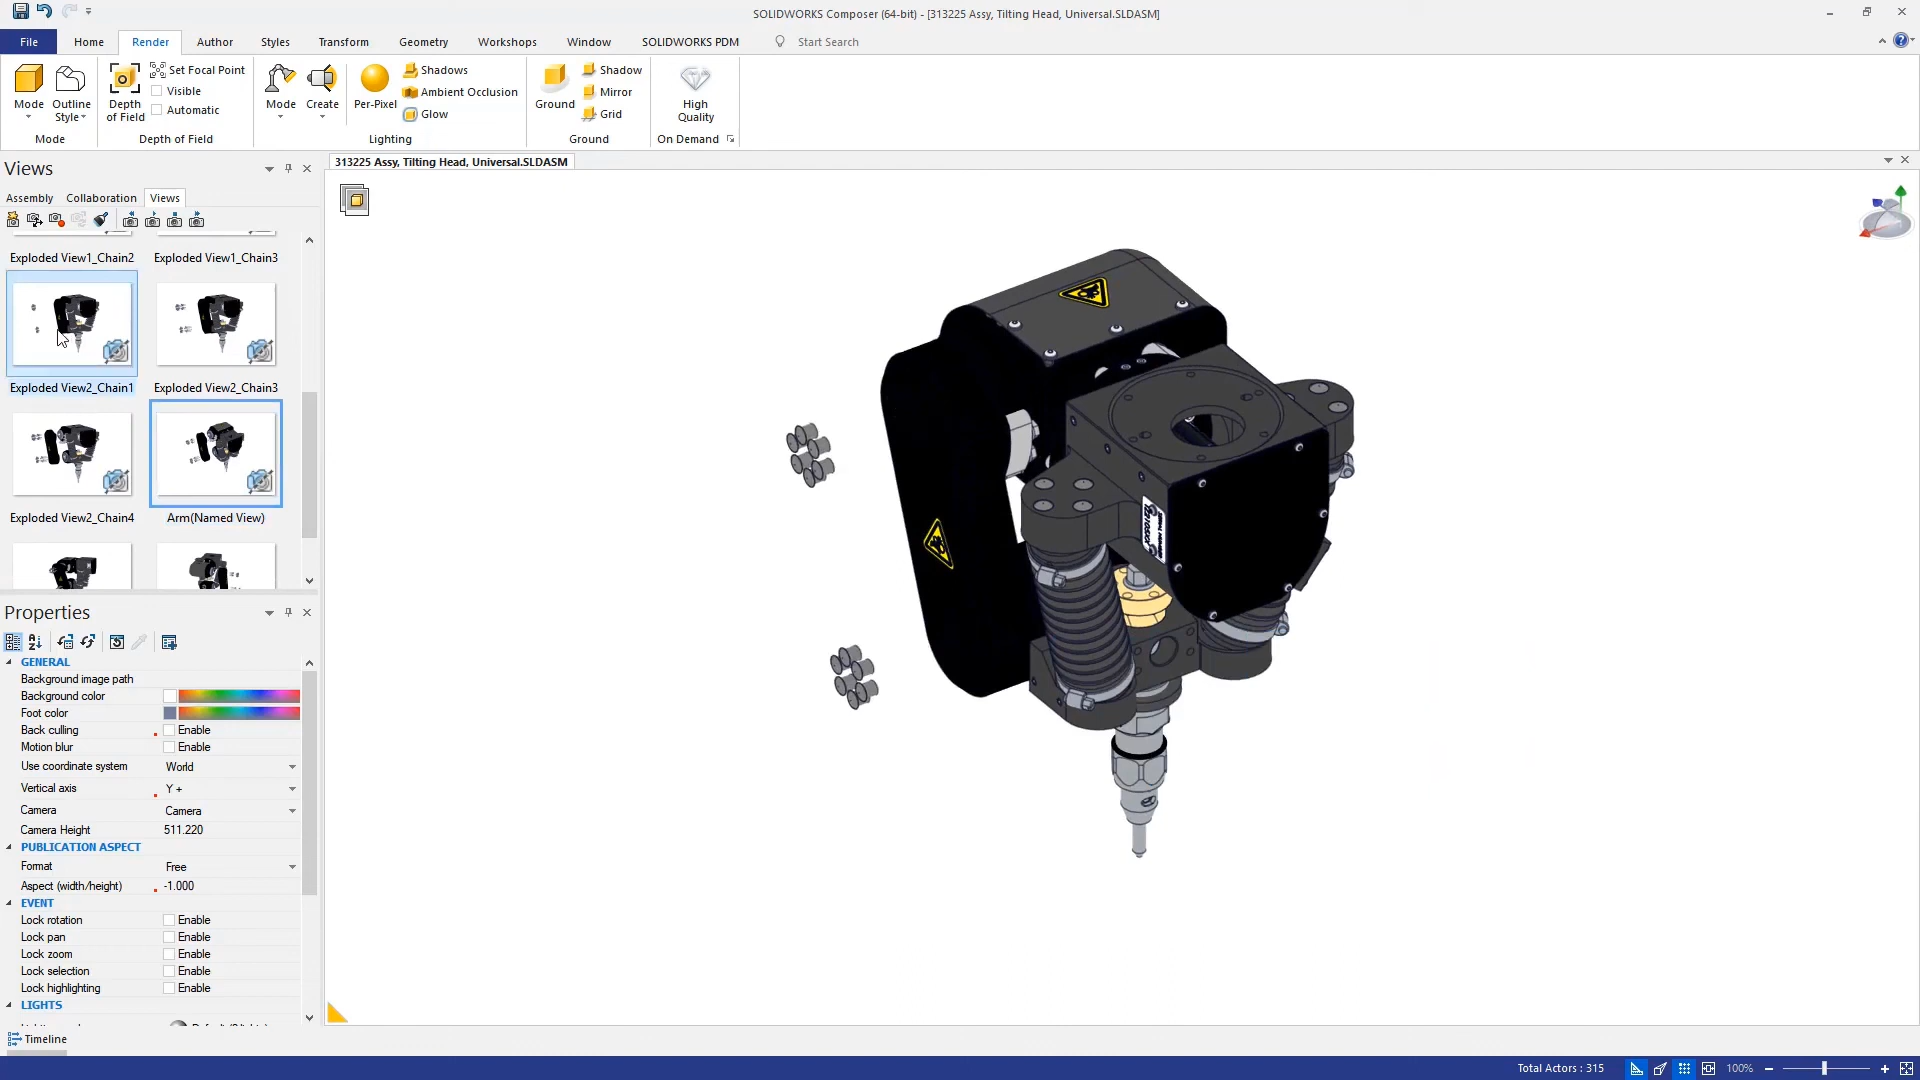 SOLIDWORKS Composer (64-bit) - [313225 Assy, Tilting Head, Universal.SLDASM]
File
Home
Render
Author
Styles
Transform
Geometry
Workshops
Window
SOLIDWORKS PDM
Start Search
Mode
Outline Style
Mode
Depth of Field
Set Focal Point
Visible
Automatic
Depth of Field
Mode
Create
Per-Pixel
Shadows
Ambient Occlusion
Glow
Lighting
Ground
Shadow
Mirror
Grid
Ground
High Quality
On Demand
Views
Assembly
Collaboration
Views
313225 Assy, Tilting Head, Universal.SLDASM
Exploded View1_Chain2
Exploded View1_Chain3
Exploded View2_Chain1
Exploded View2_Chain3
Exploded View2_Chain4
Arm(Named View)
Properties
GENERAL
Background image path
Background color
Foot color
Back culling Enable
Motion blur Enable
Use coordinate system World
Vertical axis Y +
Camera Camera
Camera Height 511.220
PUBLICATION ASPECT
Format Free
Aspect (width/height) -1.000
EVENT
Lock rotation Enable
Lock pan Enable
Lock zoom Enable
Lock selection Enable
Lock highlighting Enable
LIGHTS
Timeline
Total Actors : 315
100%